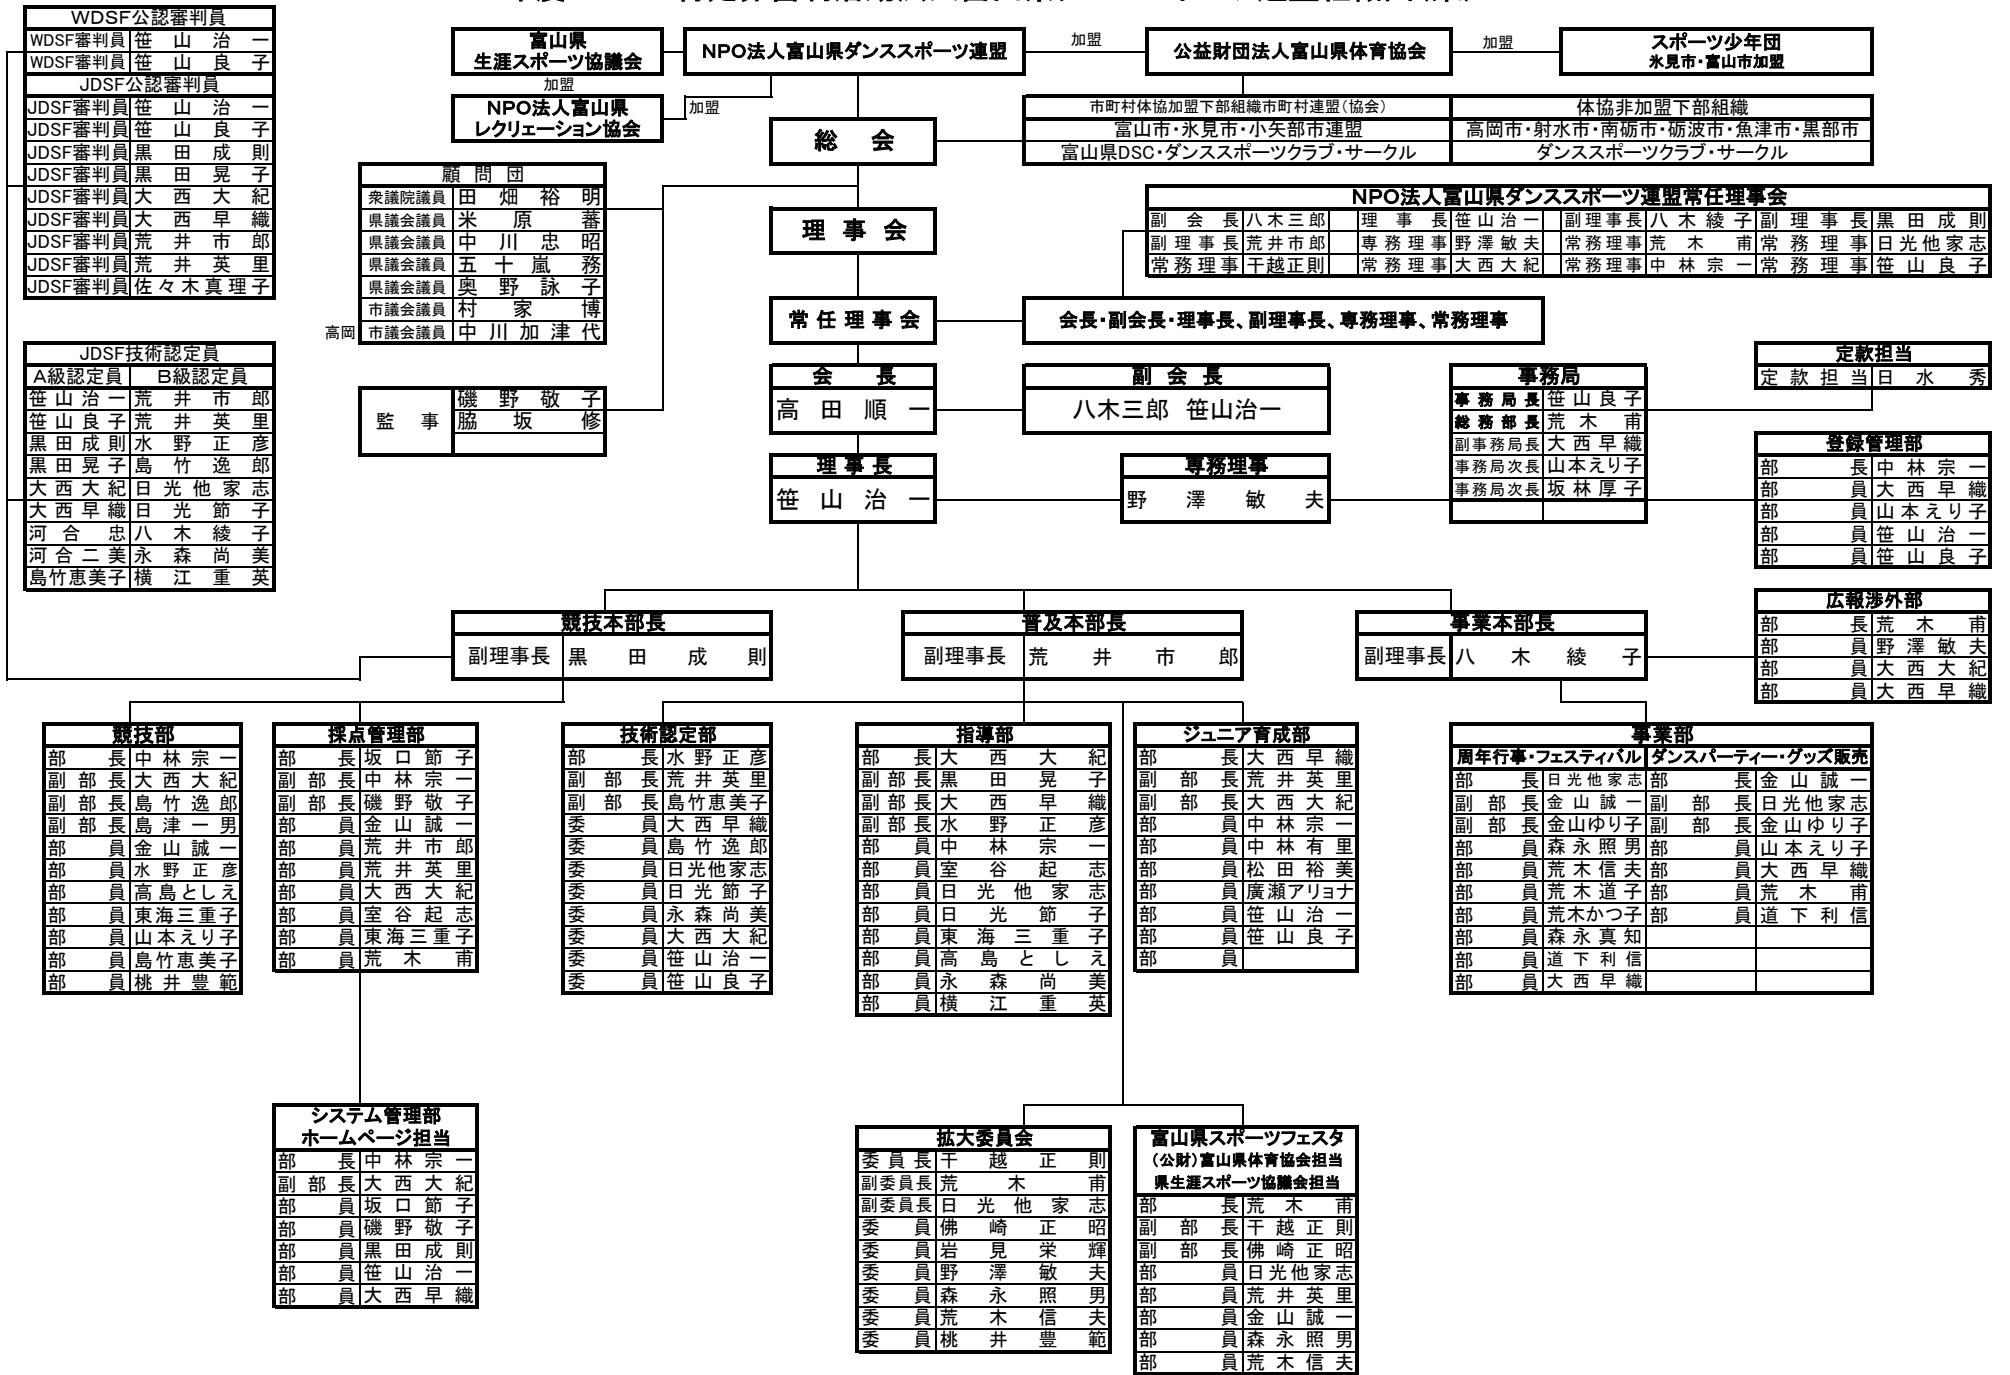 WDSF公認審判員
WDSF審判員 笹山治一
WDSF審判員 笹山良子
JDSF公認審判員
JDSF審判員 笹山治一
JDSF審判員 笹山良子
JDSF審判員 黒田成則
JDSF審判員 黒田晃子
JDSF審判員 大西大紀
JDSF審判員 大西早織
JDSF審判員 荒井市郎
JDSF審判員 荒井英里
JDSF審判員 佐々木真理子
JDSF技術認定員
A級認定員 B級認定員
笹山治一 荒井市郎
笹山良子 荒井英里
黒田成則 水野正彦
黒田晃子 島竹逸郎
大西大紀 日光他家志
大西早織 日光節子
河合忠 八木綾子
河合二美 永森尚美
島竹恵美子 横江重英
富山県
生涯スポーツ協議会
加盟
NPO法人富山県
レクリェーション協会
加盟
NPO法人富山県ダンススポーツ連盟
加盟
公益財団法人富山県体育協会
加盟
スポーツ少年団
氷見市・富山市加盟
市町村体協加盟下部組織市町村連盟(協会) 体協非加盟下部組織
富山市・氷見市・小矢部市連盟 高岡市・射水市・南砺市・砺波市・魚津市・黒部市
富山県DSC・ダンススポーツクラブ・サークル ダンススポーツクラブ・サークル
総会
顧問団
衆議院議員 田畑裕明
県議会議員 米原蕃
県議会議員 中川忠昭
県議会議員 五十嵐務
県議会議員 奥野詠子
市議会議員 村家博
高岡 市議会議員 中川加津代
理事会
NPO法人富山県ダンススポーツ連盟常任理事会
副会長 八木三郎 理事長 笹山治一 副理事長 八木綾子 副理事長 黒田成則
副理事長 荒井市郎 専務理事 野澤敏夫 常務理事 荒木甫 常務理事 日光他家志
常務理事 干越正則 常務理事 大西大紀 常務理事 中林宗一 常務理事 笹山良子
常任理事会
会長・副会長・理事長、副理事長、専務理事、常務理事
監事
磯野敬子
脇坂修
会長
高田順一
副会長
八木三郎 笹山治一
理事長
笹山治一
専務理事
野澤敏夫
事務局
事務局長 笹山良子
総務部長 荒木甫
副事務局長 大西早織
事務局次長 山本えり子
事務局次長 坂林厚子
定款担当
定款担当 日水秀
登録管理部
部長 中林宗一
部員 大西早織
部員 山本えり子
部員 笹山治一
部員 笹山良子
広報渉外部
部長 荒木甫
部員 野澤敏夫
部員 大西大紀
部員 大西早織
競技本部長
副理事長 黒田成則
普及本部長
副理事長 荒井市郎
事業本部長
副理事長 八木綾子
競技部
部長 中林宗一
副部長 大西大紀
副部長 島竹逸郎
副部長 島津一男
部員 金山誠一
部員 水野正彦
部員 高島としえ
部員 東海三重子
部員 山本えり子
部員 島竹恵美子
部員 桃井豊範
採点管理部
部長 坂口節子
副部長 中林宗一
副部長 磯野敬子
部員 金山誠一
部員 荒井市郎
部員 荒井英里
部員 大西大紀
部員 室谷起志
部員 東海三重子
部員 荒木甫
技術認定部
部長 水野正彦
副部長 荒井英里
副部長 島竹恵美子
委員 大西早織
委員 島竹逸郎
委員 日光他家志
委員 日光節子
委員 永森尚美
委員 大西大紀
委員 笹山治一
委員 笹山良子
指導部
部長 大西大紀
副部長 黒田晃子
副部長 大西早織
副部長 水野正彦
部員 中林宗一
部員 室谷起志
部員 日光他家志
部員 日光節子
部員 東海三重子
部員 高島としえ
部員 永森尚美
部員 横江重英
ジュニア育成部
部長 大西早織
副部長 荒井英里
副部長 大西大紀
部員 中林宗一
部員 中林有里
部員 松田裕美
部員 廣瀬アリョナ
部員 笹山治一
部員 笹山良子
部員
事業部
周年行事・フェスティバル ダンスパーティー・グッズ販売
部長 日光他家志 部長 金山誠一
副部長 金山誠一 副部長 日光他家志
副部長 金山ゆり子 副部長 金山ゆり子
部員 森永照男 部員 山本えり子
部員 荒木信夫 部員 大西早織
部員 荒木道子 部員 荒木甫
部員 荒木かつ子 部員 道下利信
部員 森永真知
部員 道下利信
部員 大西早織
システム管理部
ホームページ担当
部長 中林宗一
副部長 大西大紀
部員 坂口節子
部員 磯野敬子
部員 黒田成則
部員 笹山治一
部員 大西早織
拡大委員会
委員長 干越正則
副委員長 荒木甫
副委員長 日光他家志
委員 佛崎正昭
委員 岩見栄輝
委員 野澤敏夫
委員 森永照男
委員 荒木信夫
委員 桃井豊範
富山県スポーツフェスタ
(公財)富山県体育協会担当
県生涯スポーツ協議会担当
部長 荒木甫
副部長 干越正則
副部長 佛崎正昭
部員 日光他家志
部員 荒井英里
部員 金山誠一
部員 森永照男
部員 荒木信夫